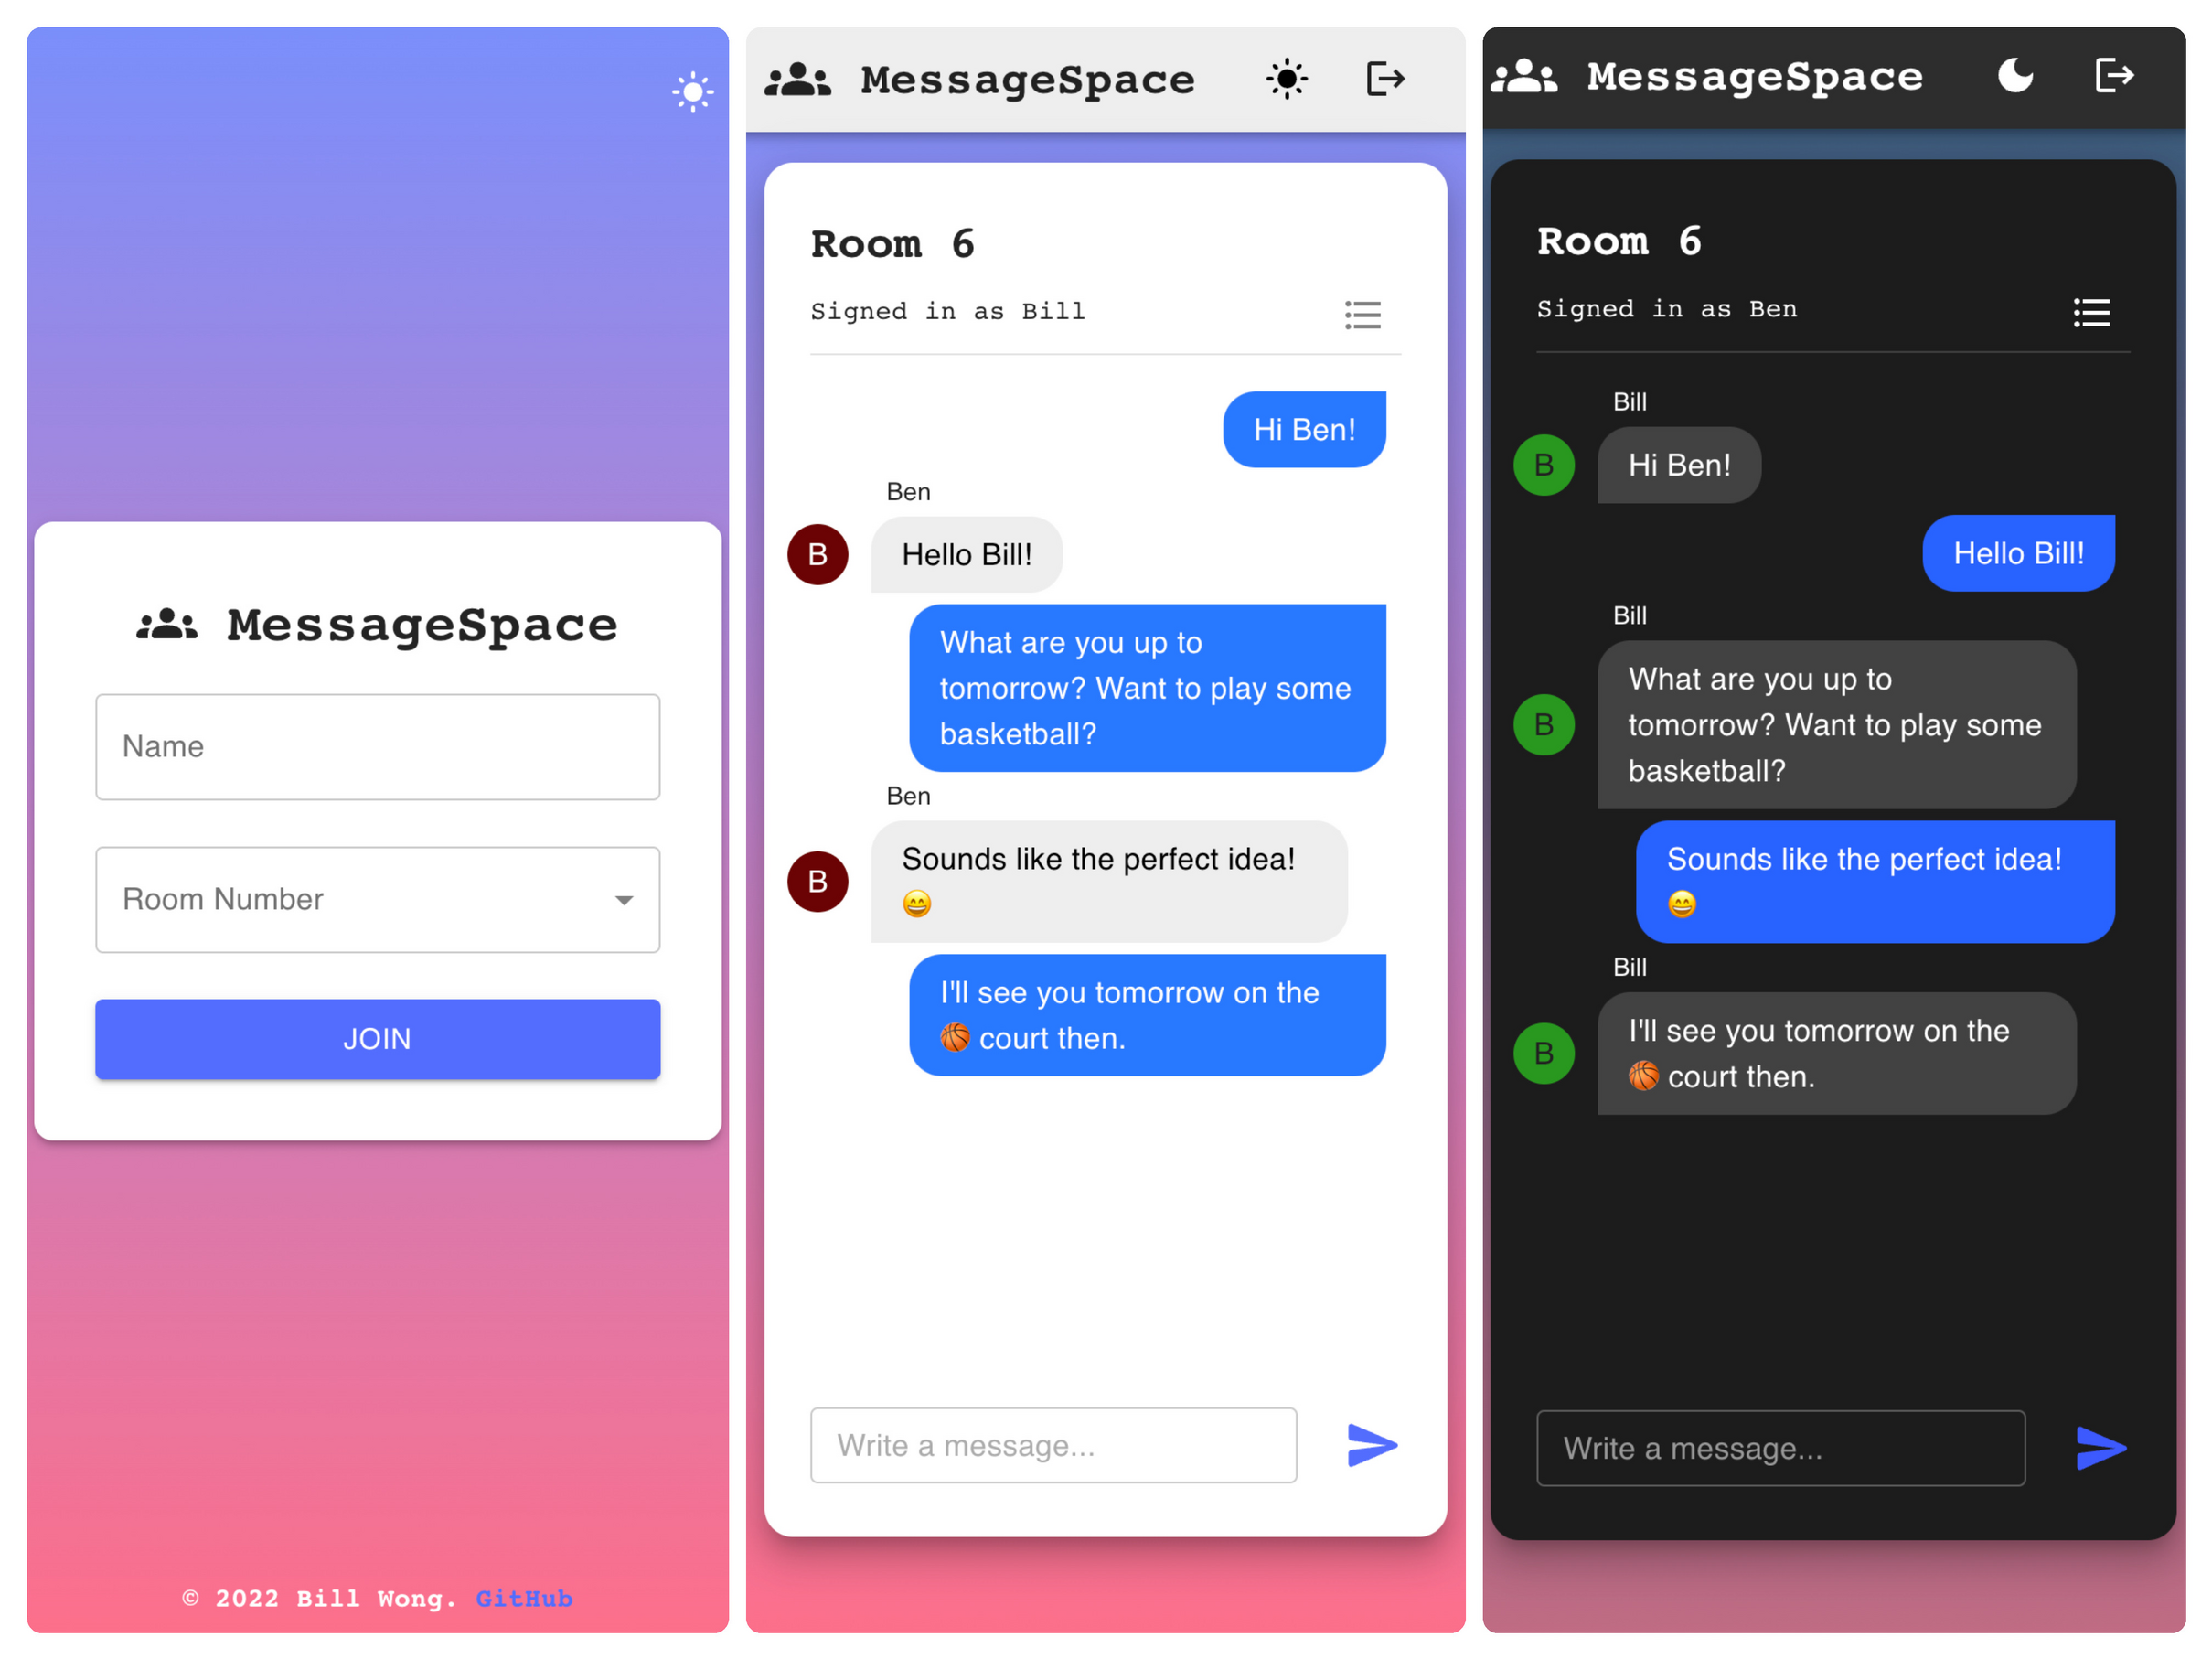 MessageSpace
Name
Room Number
JOIN
© 2022 Bill Wong. GitHub
MessageSpace
Room 6
Signed in as Bill
Hi Ben!
Ben
B
Hello Bill!
What are you up to
tomorrow? Want to play some
basketball?
Ben
B
Sounds like the perfect idea!
😄
I'll see you tomorrow on the
🏀 court then.
Write a message...
MessageSpace
Room 6
Signed in as Ben
Bill
B
Hi Ben!
Hello Bill!
Bill
B
What are you up to
tomorrow? Want to play some
basketball?
Sounds like the perfect idea!
😄
Bill
B
I'll see you tomorrow on the
🏀 court then.
Write a message...